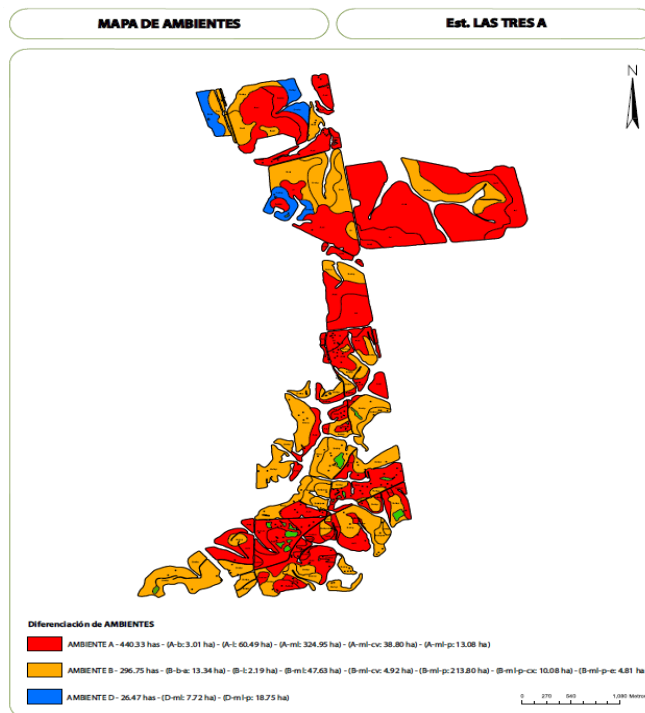 MAPA DE AMBIENTES
Est. LAS TRES A
N
Diferenciación de AMBIENTES
AMBIENTE A - 440.33 has - (A-b: 3.01 ha) - (A-l: 60.49 ha) - (A-ml: 324.95 ha) - (A-ml-cv: 38.80 ha) - (A-ml-p: 13.08 ha)
AMBIENTE B - 296.75 has - (B-b-a: 13.34 ha) - (B-l: 2.19 ha) - (B-ml: 47.63 ha) - (B-ml-cv: 4.92 ha) - (B-ml-p: 213.80 ha) - (B-ml-p-cx: 10.08 ha) - (B-ml-p-e: 4.81 ha
AMBIENTE D - 26.47 has - (D-ml: 7.72 ha) - (D-ml-p: 18.75 ha)
0 270 540 1,080 Metros